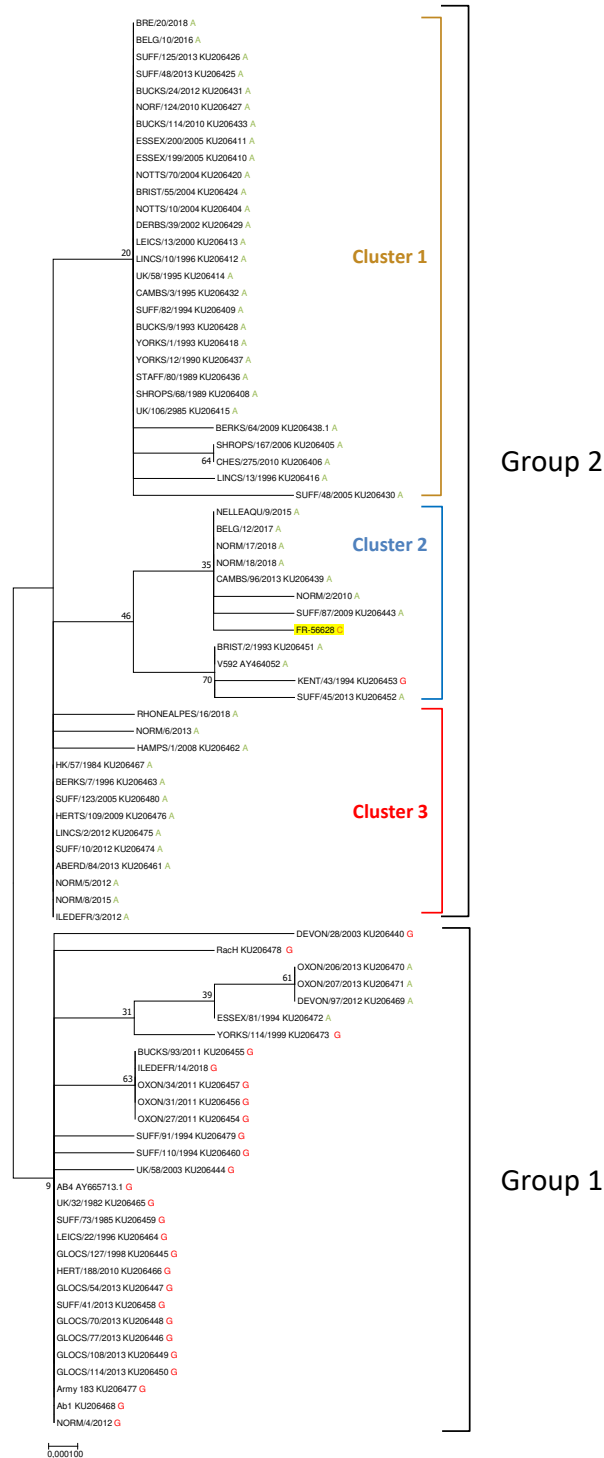 BRE/20/2018 A
BELG/10/2016 A
SUFF/125/2013 KU206426 A
SUFF/48/2013 KU206425 A
BUCKS/24/2012 KU206431 A
NORF/124/2010 KU206427 A
BUCKS/114/2010 KU206433 A
ESSEX/200/2005 KU206411 A
ESSEX/199/2005 KU206410 A
NOTTS/70/2004 KU206420 A
BRIST/55/2004 KU206424 A
NOTTS/10/2004 KU206404 A
DERBS/39/2002 KU206429 A
LEICS/13/2000 KU206413 A
20
LINCS/10/1996 KU206412 A
Cluster 1
UK/58/1995 KU206414 A
CAMBS/3/1995 KU206432 A
SUFF/82/1994 KU206409 A
BUCKS/9/1993 KU206428 A
YORKS/1/1993 KU206418 A
YORKS/12/1990 KU206437 A
STAFF/80/1989 KU206436 A
SHROPS/68/1989 KU206408 A
UK/106/2985 KU206415 A
BERKS/64/2009 KU206438.1 A
SHROPS/167/2006 KU206405 A
64
CHES/275/2010 KU206406 A
Group 2
LINCS/13/1996 KU206416 A
SUFF/48/2005 KU206430 A
NELLEAQU/9/2015 A
BELG/12/2017 A
NORM/17/2018 A
Cluster 2
NORM/18/2018 A
35
CAMBS/96/2013 KU206439 A
NORM/2/2010 A
46
SUFF/87/2009 KU206443 A
FR-56628 C
BRIST/2/1993 KU206451 A
V592 AY464052 A
70
KENT/43/1994 KU206453 G
SUFF/45/2013 KU206452 A
RHONEALPES/16/2018 A
NORM/6/2013 A
HAMPS/1/2008 KU206462 A
HK/57/1984 KU206467 A
BERKS/7/1996 KU206463 A
SUFF/123/2005 KU206480 A
HERTS/109/2009 KU206476 A
Cluster 3
LINCS/2/2012 KU206475 A
SUFF/10/2012 KU206474 A
ABERD/84/2013 KU206461 A
NORM/5/2012 A
NORM/8/2015 A
ILEDEFR/3/2012 A
DEVON/28/2003 KU206440 G
RacH KU206478 G
OXON/206/2013 KU206470 A
61
OXON/207/2013 KU206471 A
39
DEVON/97/2012 KU206469 A
31
ESSEX/81/1994 KU206472 A
YORKS/114/1999 KU206473 G
BUCKS/93/2011 KU206455 G
ILEDEFR/14/2018 G
63
OXON/34/2011 KU206457 G
OXON/31/2011 KU206456 G
OXON/27/2011 KU206454 G
SUFF/91/1994 KU206479 G
SUFF/110/1994 KU206460 G
UK/58/2003 KU206444 G
Group 1
9
AB4 AY665713.1 G
UK/32/1982 KU206465 G
SUFF/73/1985 KU206459 G
LEICS/22/1996 KU206464 G
GLOCS/127/1998 KU206445 G
HERT/188/2010 KU206466 G
GLOCS/54/2013 KU206447 G
SUFF/41/2013 KU206458 G
GLOCS/70/2013 KU206448 G
GLOCS/77/2013 KU206446 G
GLOCS/108/2013 KU206449 G
GLOCS/114/2013 KU206450 G
Army 183 KU206477 G
Ab1 KU206468 G
NORM/4/2012 G
0,000100